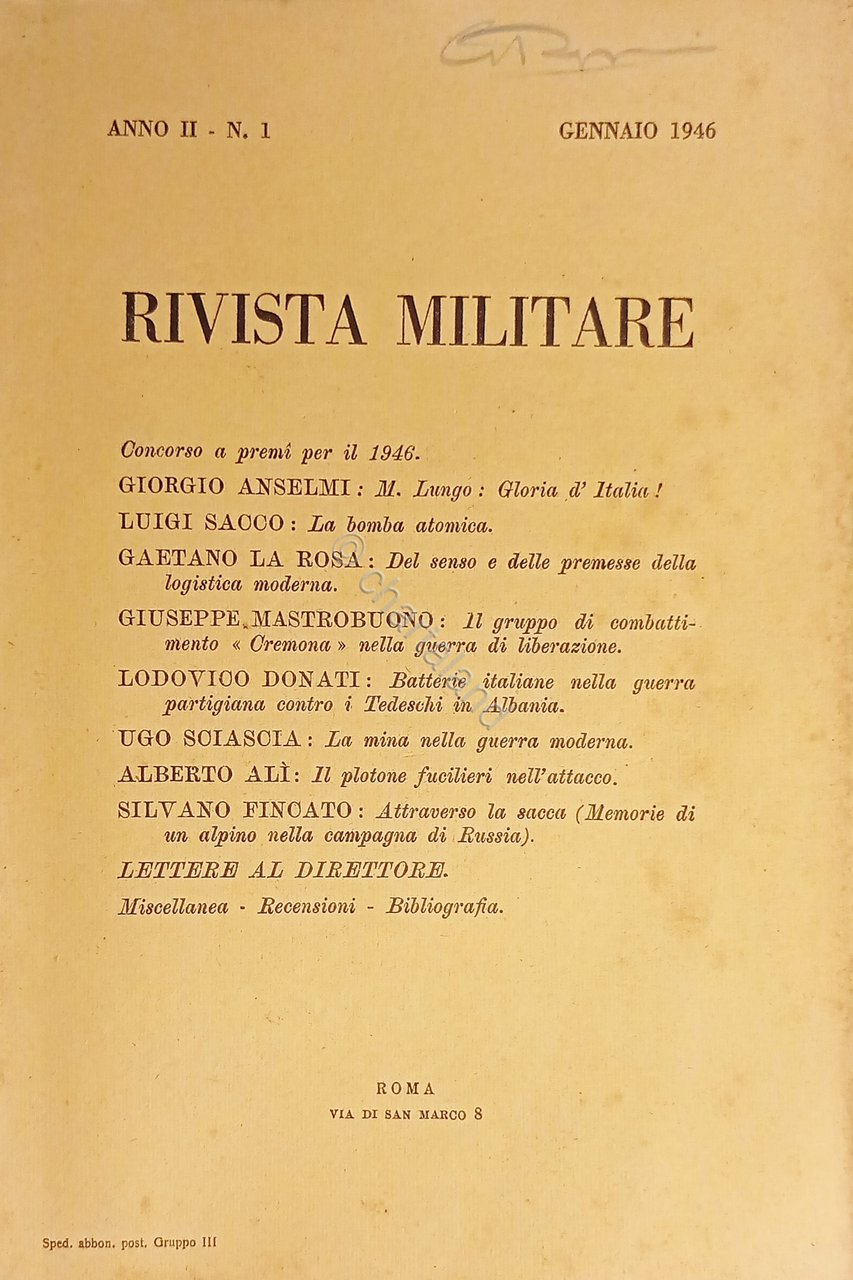 ANNO II - N. 1
GENNAIO 1946
RIVISTA MILITARE
Concorso a premî per il 1946.
GIORGIO ANSELMI: M. Lungo: Gloria d' Italia!
LUIGI SACCO: La bomba atomica.
GAETANO LA ROSA: Del senso e delle premesse della
logistica moderna.
GIUSEPPE MASTROBUONO: Il gruppo di combatti-
mento « Cremona » nella guerra di liberazione.
LODOVICO DONATI: Batterie italiane nella guerra
partigiana contro i Tedeschi in Albania.
UGO SCIASCIA: La mina nella guerra moderna.
ALBERTO ALÌ: Il plotone fucilieri nell'attacco.
SILVANO FINCATO: Attraverso la sacca (Memorie di
un alpino nella campagna di Russia).
LETTERE AL DIRETTORE.
Miscellanea - Recensioni - Bibliografia.
© chartaland
ROMA
VIA DI SAN MARCO 8
Sped. abbon. post. Gruppo III